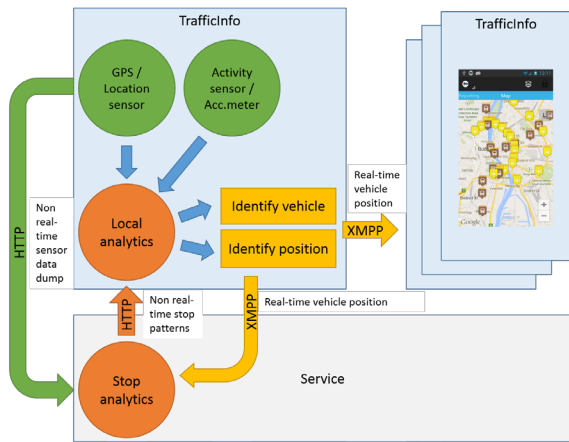 TrafficInfo
TrafficInfo
GPS /
Location
sensor
Activity
sensor /
Acc.meter
Map
Non
real-
time
sensor
data
dump
HTTP
Local
analytics
Identify vehicle
Identify position
Real-time
vehicle
position
XMPP
Google
HTTP
Non real-
time stop
patterns
XMPP
Real-time vehicle position
Stop
analytics
Service